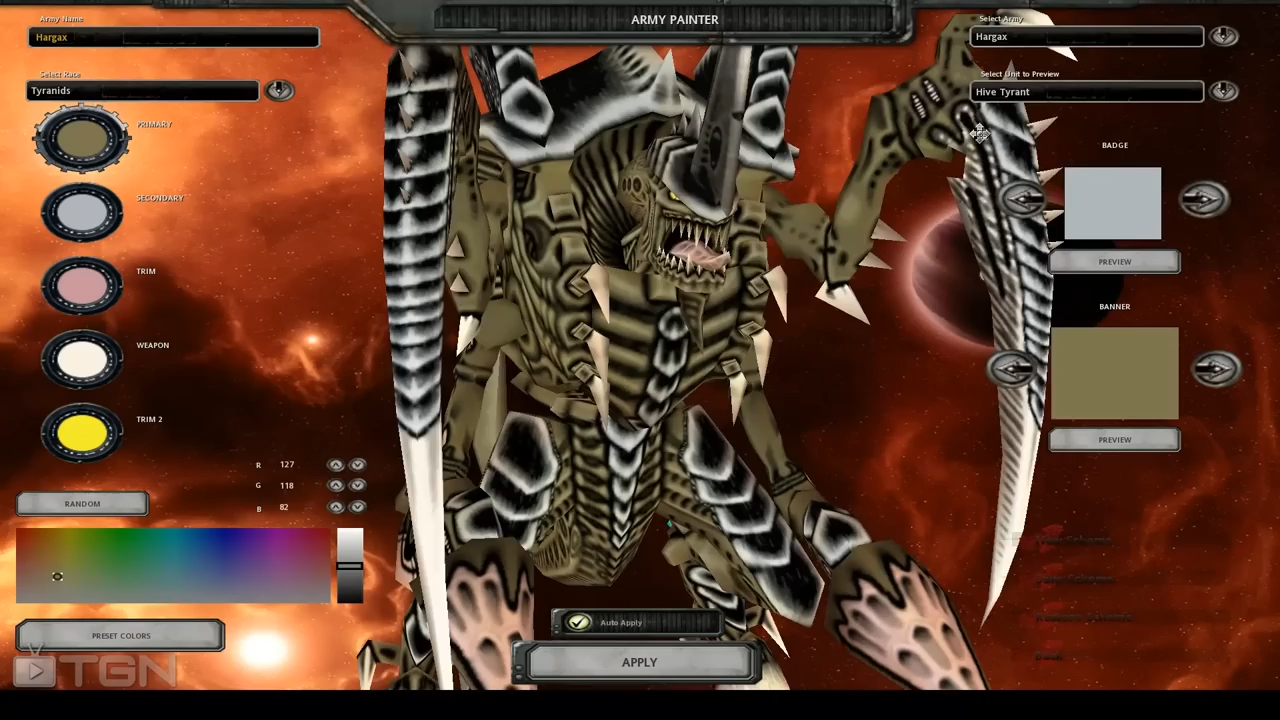 ARMY PAINTER
Army Name
Hargax
Select Race
Tyranids
PRIMARY
SECONDARY
TRIM
WEAPON
TRIM 2
R 127
G 118
B 82
RANDOM
PRESET COLORS
TGN
Auto Apply
APPLY
Select Army
Hargax
Select Unit to Preview
Hive Tyrant
BADGE
PREVIEW
BANNER
PREVIEW